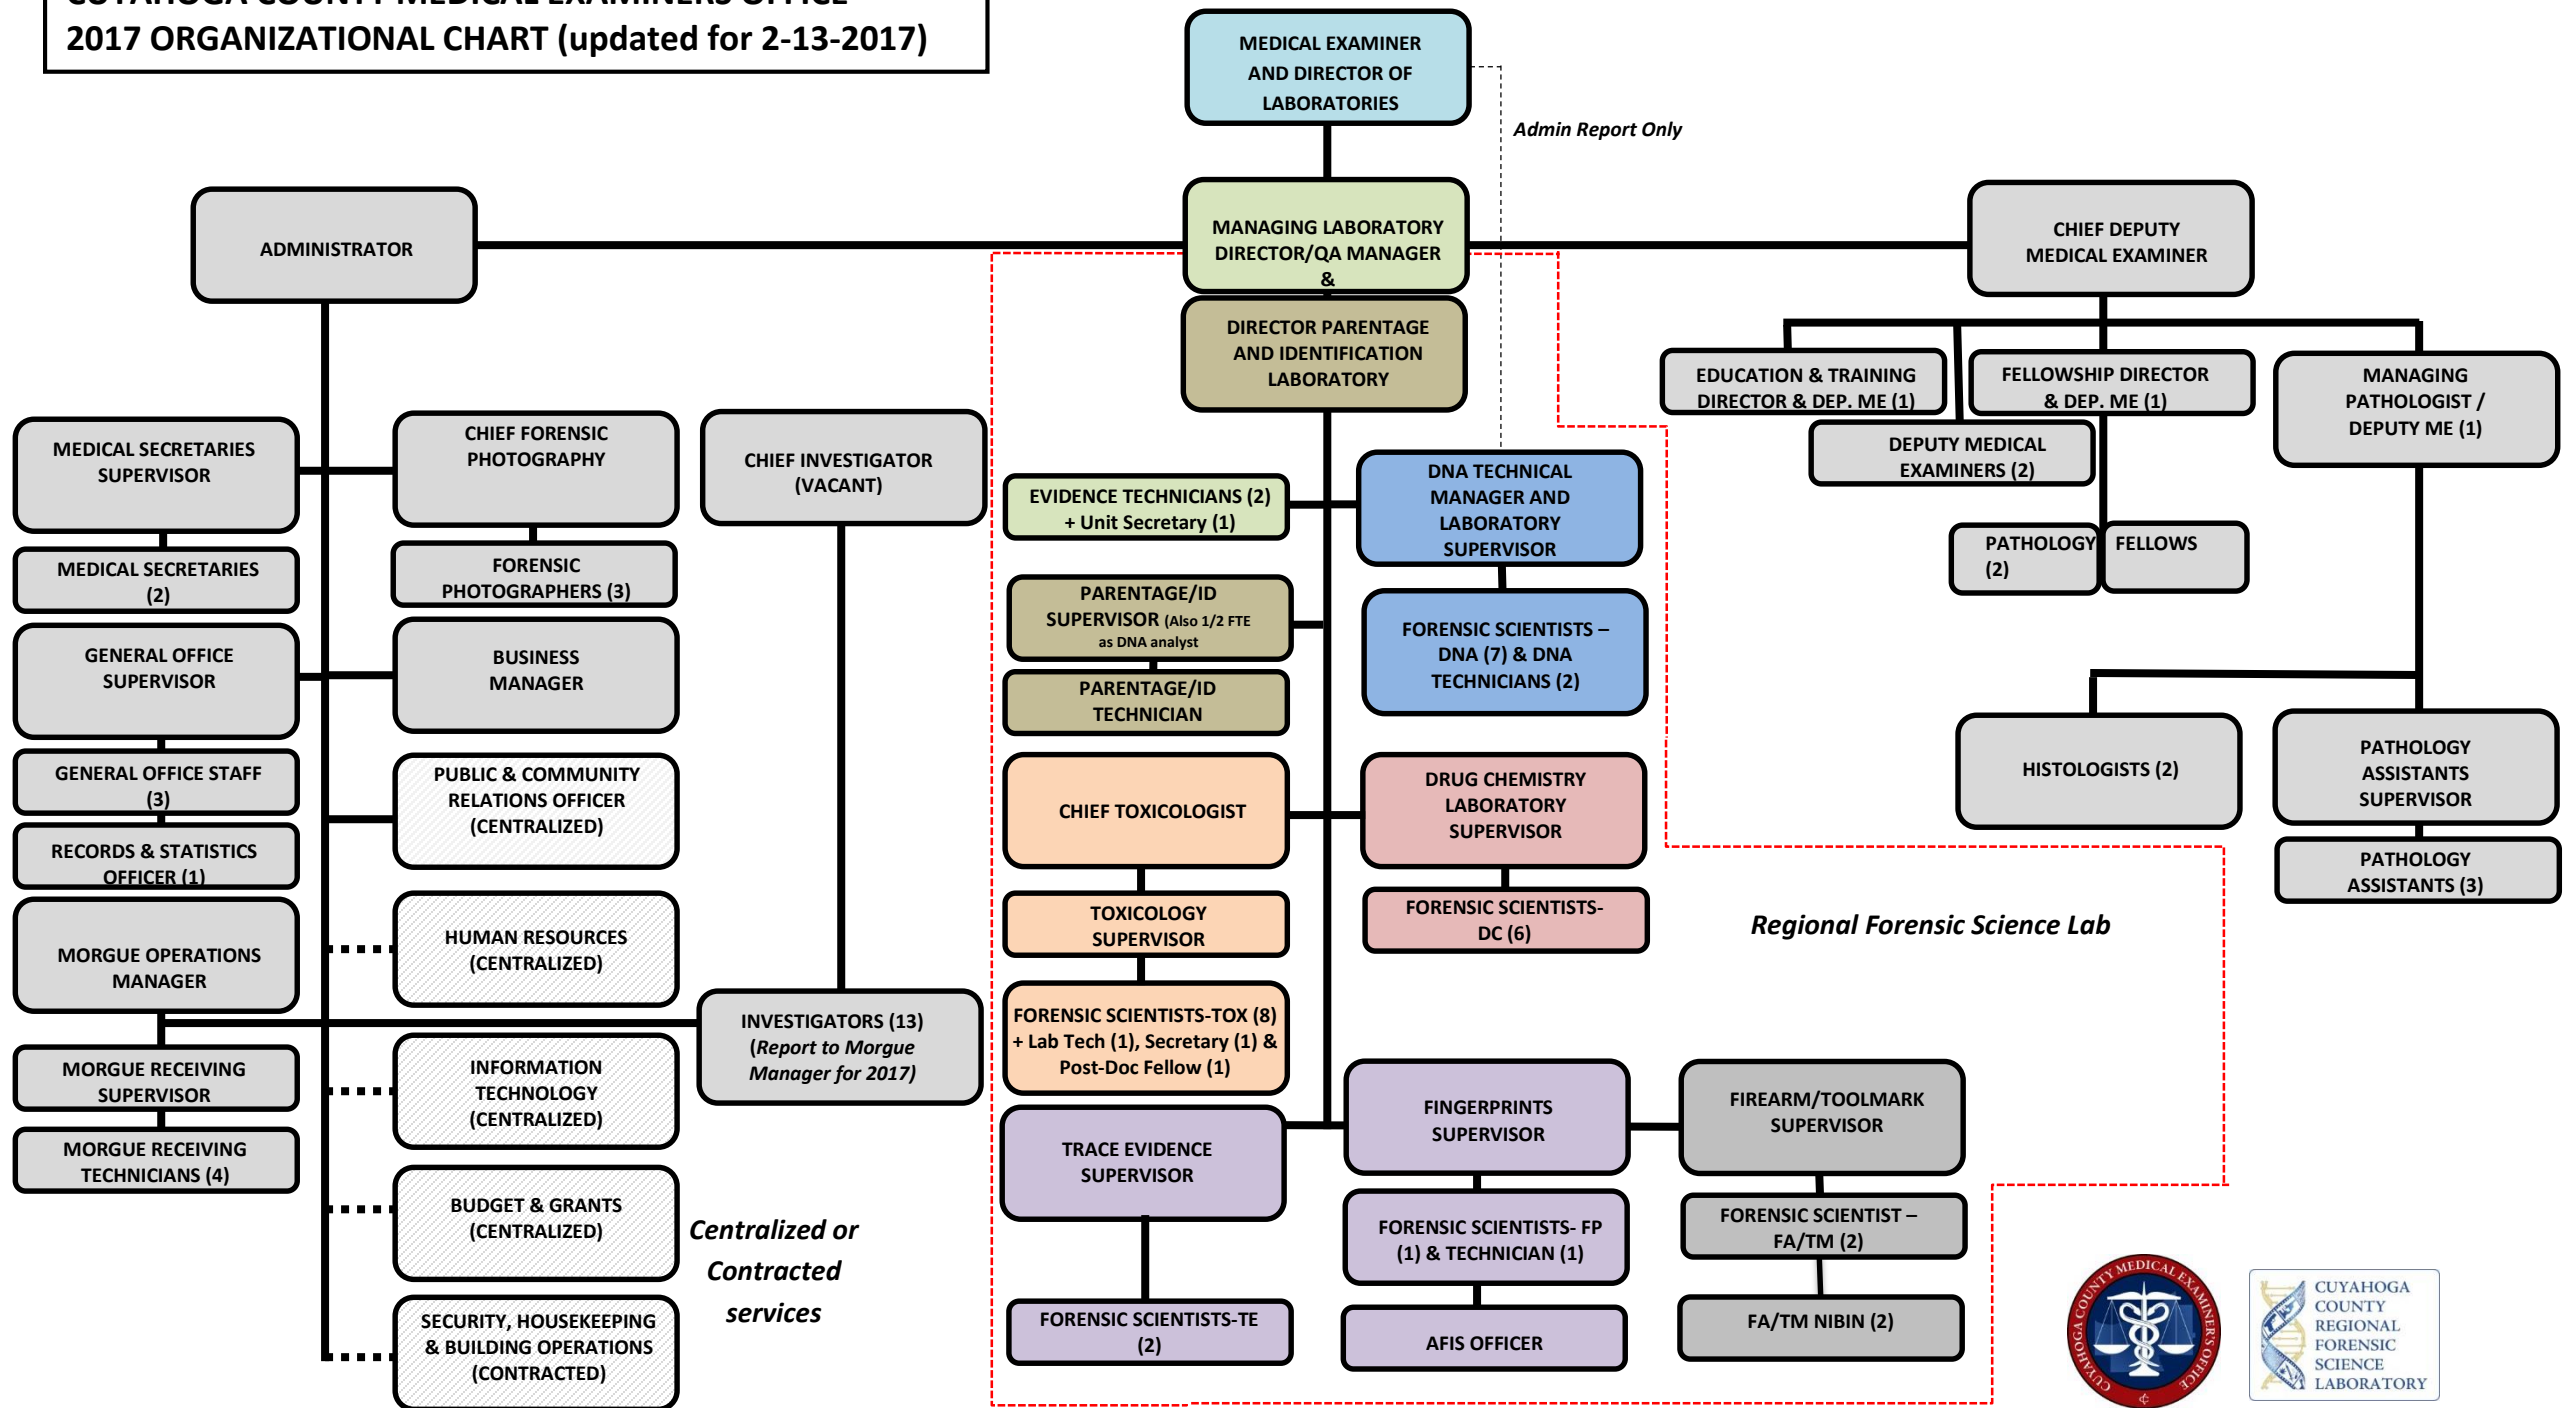 CUYAHOGA COUNTY MEDICAL EXAMINERS OFFICE
2017 ORGANIZATIONAL CHART (updated for 2-13-2017)
MEDICAL EXAMINER
AND DIRECTOR OF
LABORATORIES
Admin Report Only
ADMINISTRATOR
MANAGING LABORATORY
DIRECTOR/QA MANAGER
&
DIRECTOR PARENTAGE
AND IDENTIFICATION
LABORATORY
CHIEF DEPUTY
MEDICAL EXAMINER
MEDICAL SECRETARIES
SUPERVISOR
MEDICAL SECRETARIES
(2)
GENERAL OFFICE
SUPERVISOR
GENERAL OFFICE STAFF
(3)
RECORDS & STATISTICS
OFFICER (1)
MORGUE OPERATIONS
MANAGER
MORGUE RECEIVING
SUPERVISOR
MORGUE RECEIVING
TECHNICIANS (4)
CHIEF FORENSIC
PHOTOGRAPHY
FORENSIC
PHOTOGRAPHERS (3)
BUSINESS
MANAGER
PUBLIC & COMMUNITY
RELATIONS OFFICER
(CENTRALIZED)
HUMAN RESOURCES
(CENTRALIZED)
INFORMATION
TECHNOLOGY
(CENTRALIZED)
BUDGET & GRANTS
(CENTRALIZED)
SECURITY, HOUSEKEEPING
& BUILDING OPERATIONS
(CONTRACTED)
CHIEF INVESTIGATOR
(VACANT)
INVESTIGATORS (13)
(Report to Morgue
Manager for 2017)
Centralized or
Contracted
services
EVIDENCE TECHNICIANS (2)
+ Unit Secretary (1)
PARENTAGE/ID
SUPERVISOR (Also 1/2 FTE
as DNA analyst
PARENTAGE/ID
TECHNICIAN
CHIEF TOXICOLOGIST
TOXICOLOGY
SUPERVISOR
FORENSIC SCIENTISTS-TOX (8)
+ Lab Tech (1), Secretary (1) &
Post-Doc Fellow (1)
TRACE EVIDENCE
SUPERVISOR
FORENSIC SCIENTISTS-TE
(2)
DNA TECHNICAL
MANAGER AND
LABORATORY
SUPERVISOR
FORENSIC SCIENTISTS –
DNA (7) & DNA
TECHNICIANS (2)
DRUG CHEMISTRY
LABORATORY
SUPERVISOR
FORENSIC SCIENTISTS-
DC (6)
FINGERPRINTS
SUPERVISOR
FORENSIC SCIENTISTS- FP
(1) & TECHNICIAN (1)
AFIS OFFICER
FIREARM/TOOLMARK
SUPERVISOR
FORENSIC SCIENTIST –
FA/TM (2)
FA/TM NIBIN (2)
Regional Forensic Science Lab
EDUCATION & TRAINING
DIRECTOR & DEP. ME (1)
DEPUTY MEDICAL
EXAMINERS (2)
FELLOWSHIP DIRECTOR
& DEP. ME (1)
PATHOLOGY FELLOWS
(2)
MANAGING
PATHOLOGIST /
DEPUTY ME (1)
HISTOLOGISTS (2)
PATHOLOGY
ASSISTANTS
SUPERVISOR
PATHOLOGY
ASSISTANTS (3)
CUYAHOGA COUNTY MEDICAL EXAMINER'S OFFICE
CUYAHOGA
COUNTY
REGIONAL
FORENSIC
SCIENCE
LABORATORY